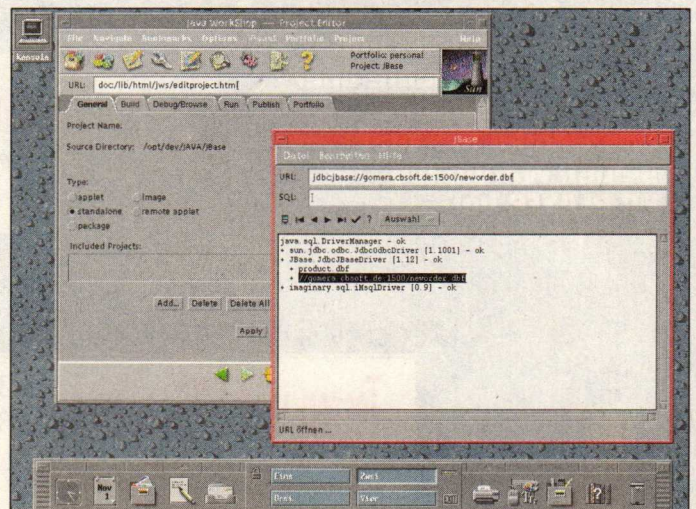 Java WorkShop — Project Editor
File Navigate Bookmarks Options Visual Portfolio Project Help
konsole
Portfolio: personal
Project: JBase
Sun
URL: doc/lib/html/jws/editproject.html
General Build Debug/Browse Run Publish Portfolio
Project Name:
Source Directory: /opt/dev/JAVA/JBase
Type:
applet image
standalone remote applet
package
Included Projects:
Add... Delete Delete All
Apply
JBase
Datei Bearbeiten Hilfe
URL: jdbc:jbase://gomera.cbsoft.de:1500/neworder.dbf
SQL:
? Auswahl
java.sql.DriverManager - ok
+ sun.jdbc.odbc.JdbcOdbcDriver [1.1001] - ok
- JBase.JdbcJBaseDriver [1.12] - ok
+ product.dbf
+ //gomera.cbsoft.de:1500/neworder.dbf
+ imaginary.sql.iMsqlDriver [0.9] - ok
URL öffnen ...
Nov
1
Eins Zwei
Drei Vier